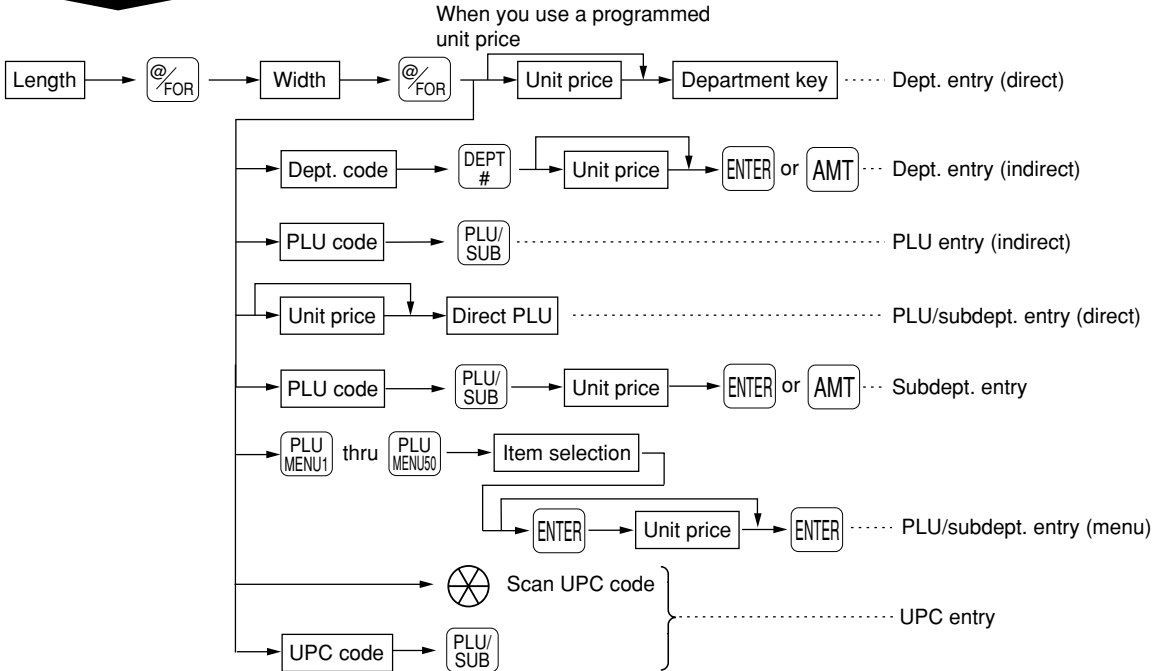 When you use a programmed
unit price
Length @/FOR Width @/FOR Unit price Department key Dept. entry (direct)
Dept. code DEPT # Unit price ENTER or AMT Dept. entry (indirect)
PLU code PLU/SUB PLU entry (indirect)
Unit price Direct PLU PLU/subdept. entry (direct)
PLU code PLU/SUB Unit price ENTER or AMT Subdept. entry
PLU MENU1 thru PLU MENU50 Item selection
ENTER Unit price ENTER PLU/subdept. entry (menu)
Scan UPC code
UPC entry
UPC code PLU/SUB